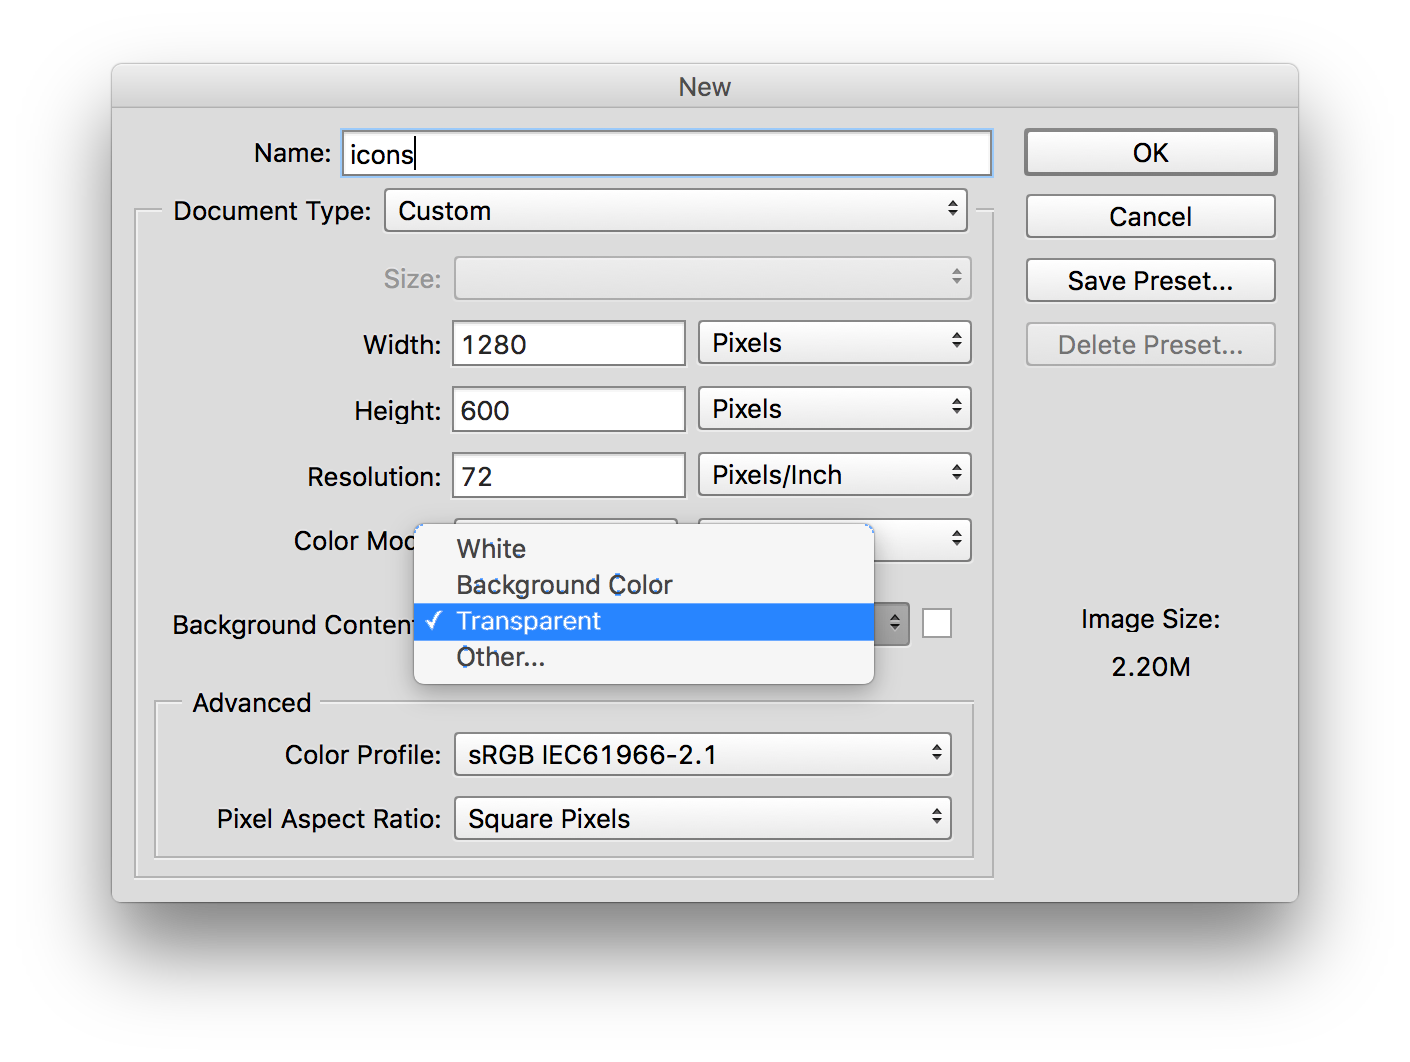 New
Name: icons
OK
Document Type: Custom
Cancel
Size:
Save Preset...
Width: 1280 Pixels
Delete Preset...
Height: 600 Pixels
Resolution: 72 Pixels/Inch
Color Mod
White
Background Color
Background Conten
✓ Transparent
Other...
Image Size:
2.20M
Advanced
Color Profile: sRGB IEC61966-2.1
Pixel Aspect Ratio: Square Pixels